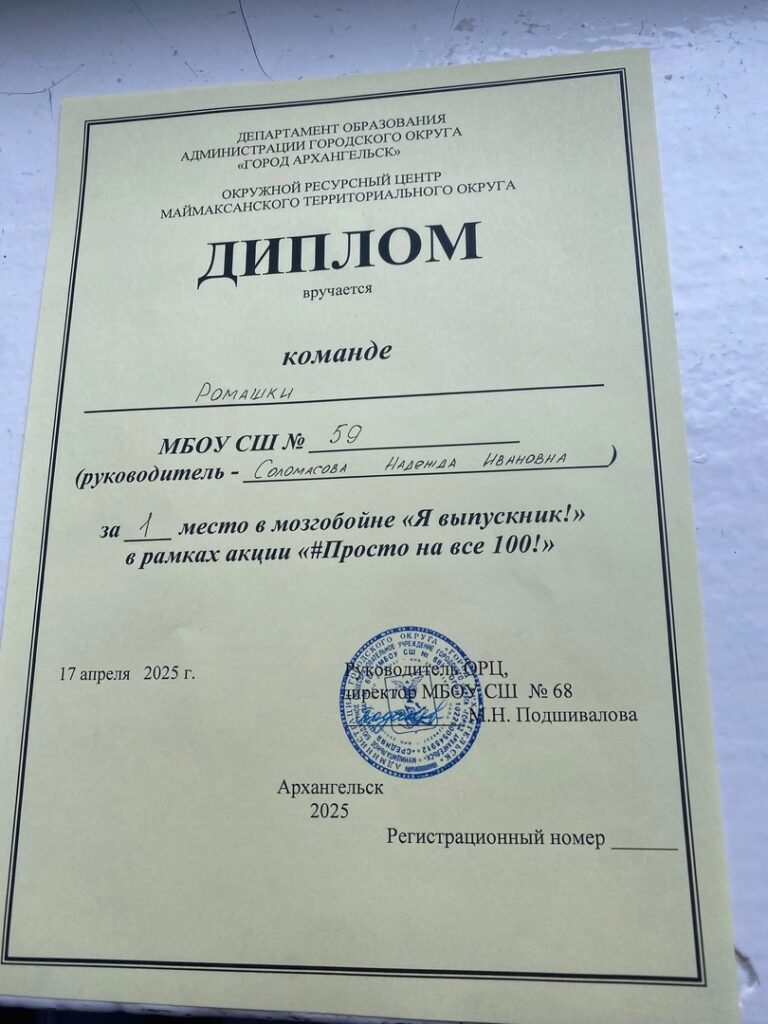 ДЕПАРТАМЕНТ ОБРАЗОВАНИЯ
АДМИНИСТРАЦИИ ГОРОДСКОГО ОКРУГА
«ГОРОД АРХАНГЕЛЬСК»
ОКРУЖНОЙ РЕСУРСНЫЙ ЦЕНТР
МАЙМАКСАНСКОГО ТЕРРИТОРИАЛЬНОГО ОКРУГА
ДИПЛОМ
вручается
команде
Ромашки
МБОУ СШ № 59
(руководитель - Соломасова Надежда Ивановна)
за 1 место в мозгобойне «Я выпускник!»
в рамках акции «#Просто на все 100!»
17 апреля 2025 г.
Руководитель ОРЦ,
директор МБОУ СШ № 68
Н. Подшивалова
Архангельск
2025
Регистрационный номер